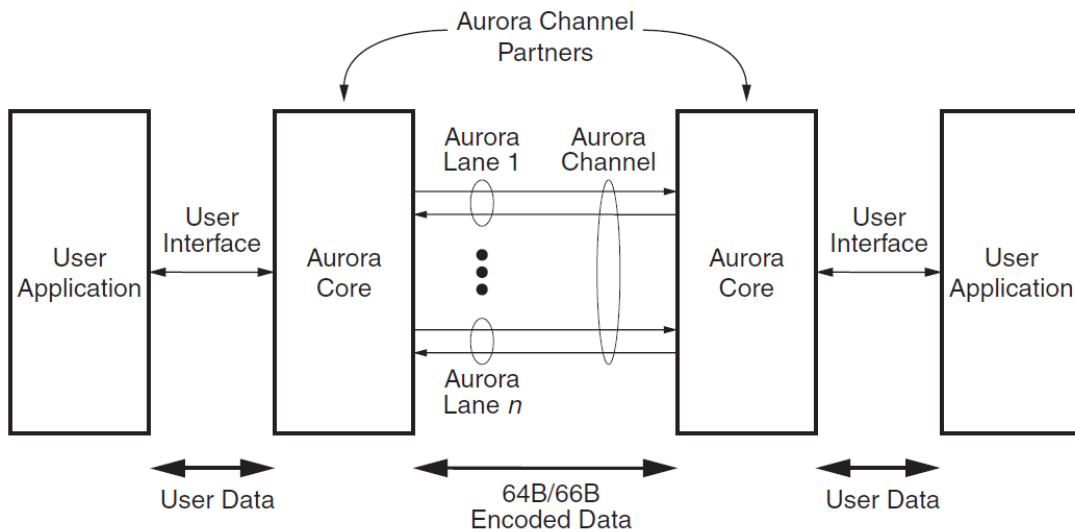 Aurora Channel
Partners
Aurora
Lane 1
Aurora
Channel
User
Interface
User
Interface
User
Application
Aurora
Core
Aurora
Core
User
Application
Aurora
Lane n
User Data
64B/66B
Encoded Data
User Data